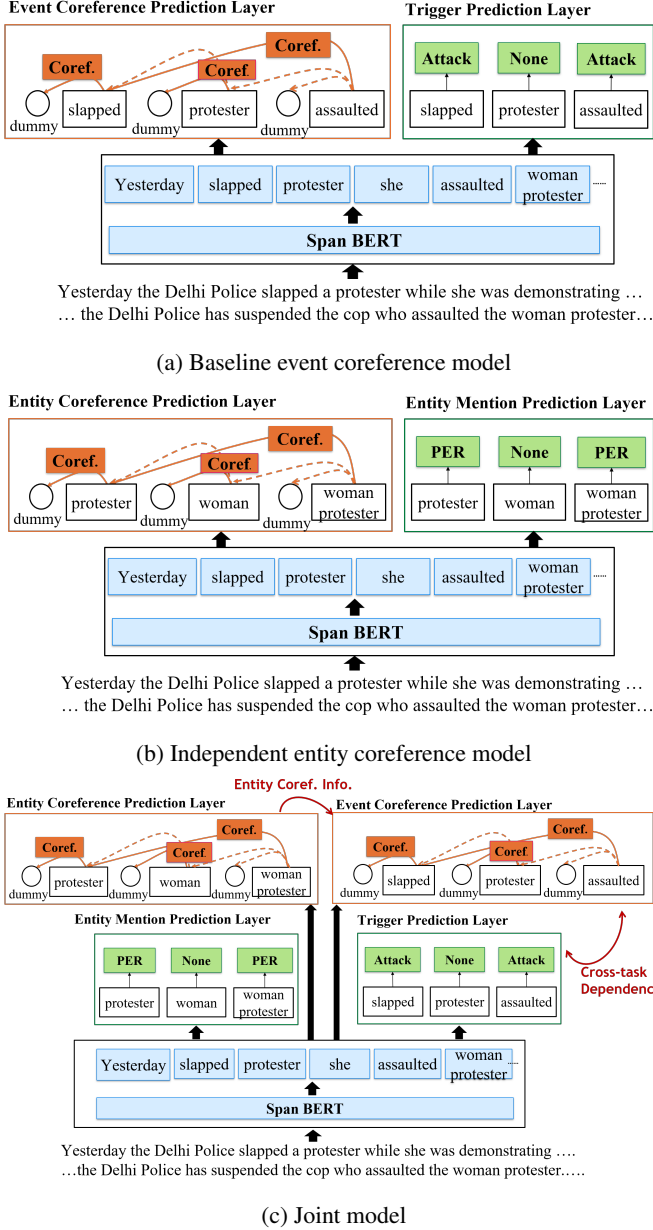 Event Coreference Prediction Layer
Trigger Prediction Layer
Coref.
Coref.
Coref.
Attack
None
Attack
dummy
slapped
dummy
protester
dummy
assaulted
slapped
protester
assaulted
Yesterday
slapped
protester
she
assaulted
woman
protester
......
Span BERT
Yesterday the Delhi Police slapped a protester while she was demonstrating …
… the Delhi Police has suspended the cop who assaulted the woman protester…
(a) Baseline event coreference model
Entity Coreference Prediction Layer
Entity Mention Prediction Layer
Coref.
Coref.
Coref.
PER
None
PER
dummy
protester
dummy
woman
dummy
woman
protester
protester
woman
woman
protester
Yesterday
slapped
protester
she
assaulted
woman
protester
......
Span BERT
Yesterday the Delhi Police slapped a protester while she was demonstrating …
… the Delhi Police has suspended the cop who assaulted the woman protester…
(b) Independent entity coreference model
Entity Coref. Info.
Entity Coreference Prediction Layer
Event Coreference Prediction Layer
Coref.
Coref.
Coref.
dummy
protester
dummy
woman
dummy
woman
protester
Coref.
Coref.
Coref.
dummy
slapped
dummy
protester
dummy
assaulted
Entity Mention Prediction Layer
Trigger Prediction Layer
PER
None
PER
protester
woman
woman
protester
Attack
None
Attack
slapped
protester
assaulted
Cross-task
Dependenc
Yesterday
slapped
protester
she
assaulted
woman
protester
......
Span BERT
Yesterday the Delhi Police slapped a protester while she was demonstrating ….
…the Delhi Police has suspended the cop who assaulted the woman protester…..
(c) Joint model